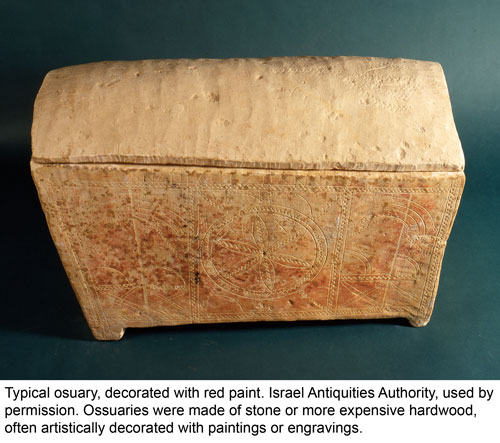 Typical osuary, decorated with red paint. Israel Antiquities Authority, used by
permission. Ossuaries were made of stone or more expensive hardwood,
often artistically decorated with paintings or engravings.